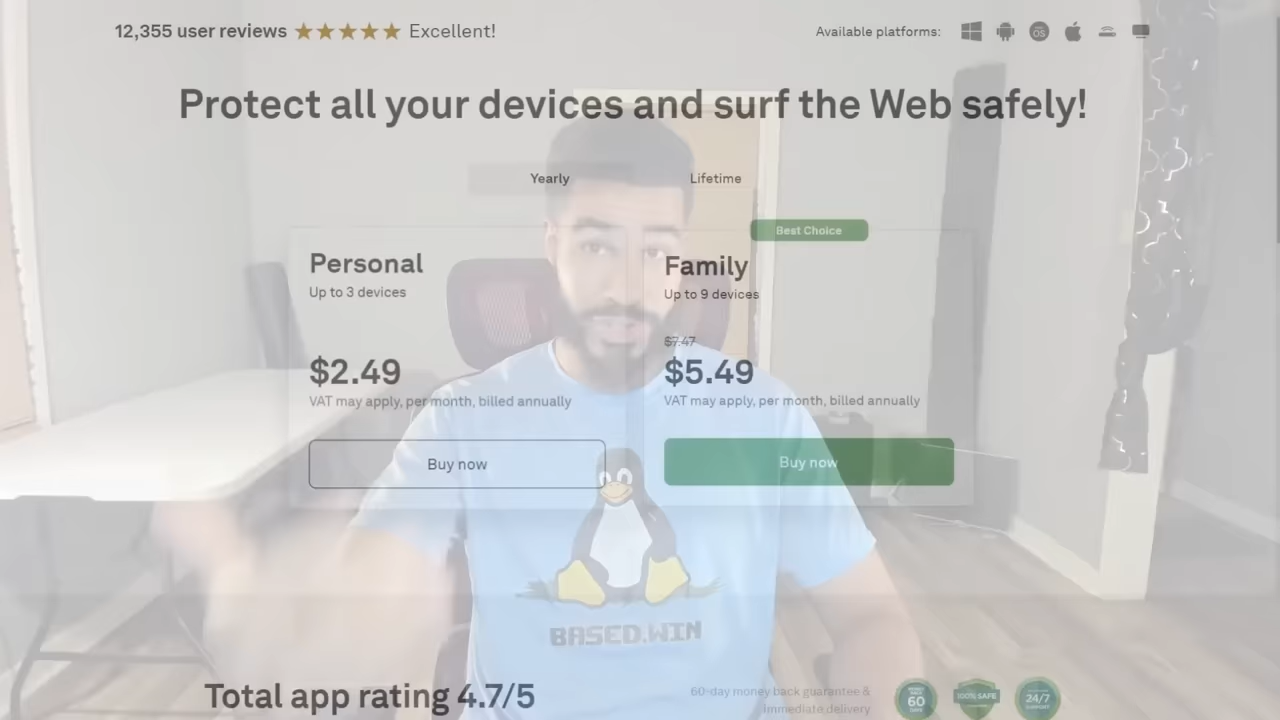 12,355 user reviews ★★★★★ Excellent!
Available platforms:
Protect all your devices and surf the Web safely!
Yearly
Lifetime
Best Choice
Personal
Up to 3 devices
$2.49
VAT may apply, per month, billed annually
Buy now
Family
Up to 9 devices
$7.47
$5.49
VAT may apply, per month, billed annually
Buy now
BASED.WIN
Total app rating 4.7/5
60-day money back guarantee &
immediate delivery
60
100% SAFE
24/7